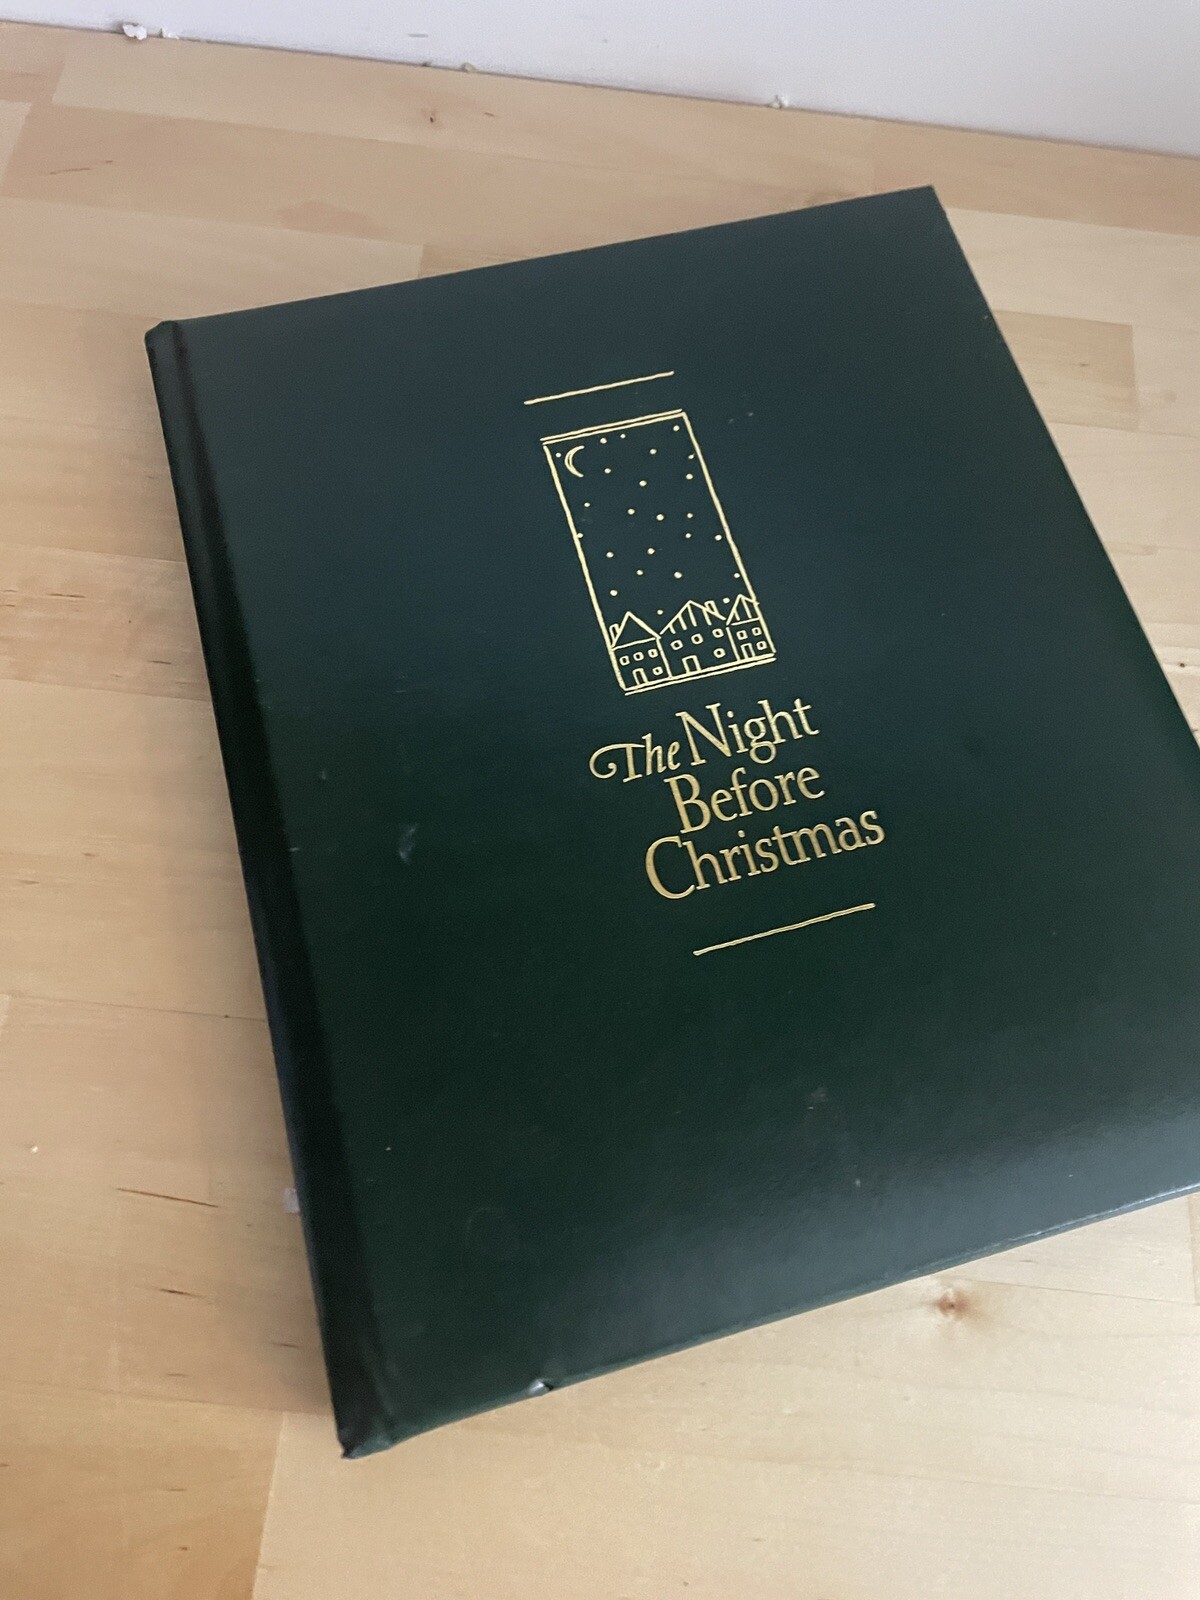 The Night
Before
Christmas